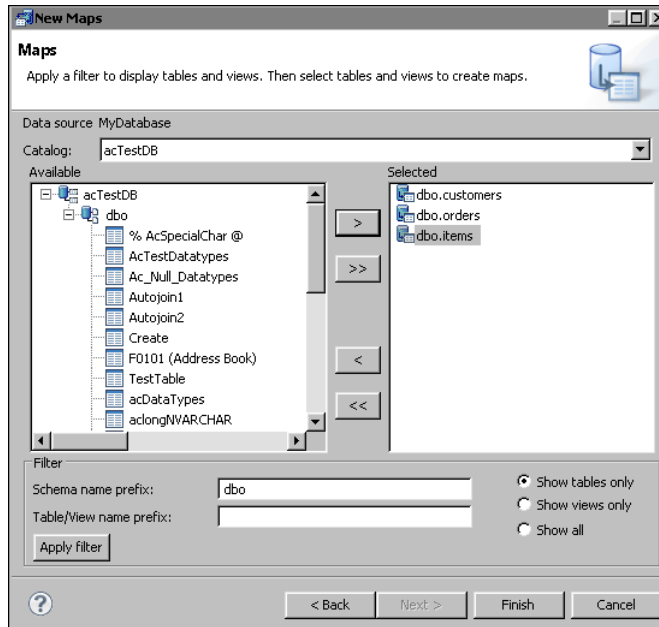 New Maps
Maps
Apply a filter to display tables and views. Then select tables and views to create maps.
Data source MyDatabase
Catalog: acTestDB
Available Selected
acTestDB
dbo
% AcSpecialChar @
AcTestDatatypes
Ac_Null_Datatypes
Autojoin1
Autojoin2
Create
F0101 (Address Book)
TestTable
acDataTypes
aclongNVARCHAR
>
>>
<
<<
dbo.customers
dbo.orders
dbo.items
Filter
Schema name prefix: dbo
Table/View name prefix:
Apply filter
Show tables only
Show views only
Show all
? < Back Next > Finish Cancel